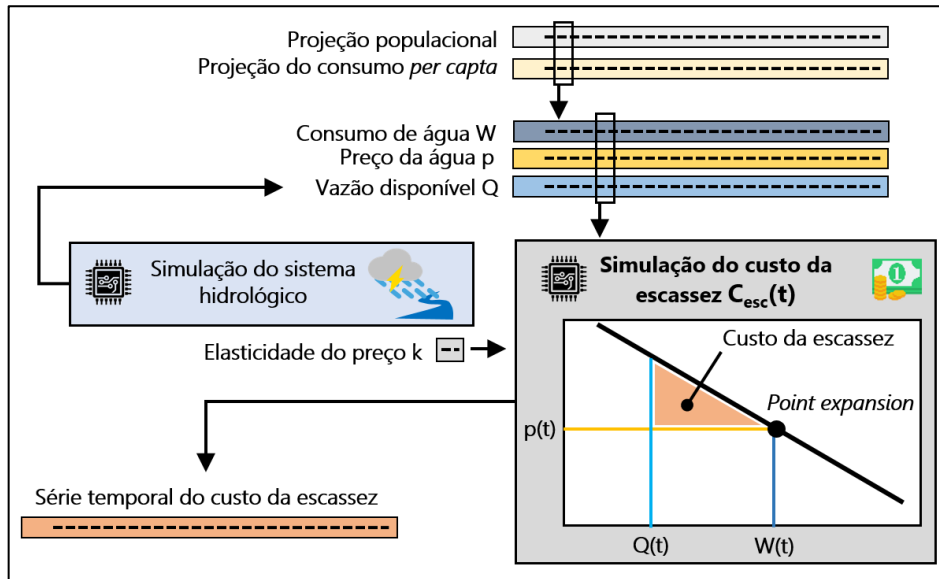 Projeção populacional
Projeção do consumo per capta
Consumo de água W
Preço da água p
Vazão disponível Q
Simulação do sistema
hidrológico
Simulação do custo da
escassez Cesc(t)
1
Elasticidade do preço k
Custo da escassez
Point expansion
p(t)
Q(t)
W(t)
Série temporal do custo da escassez